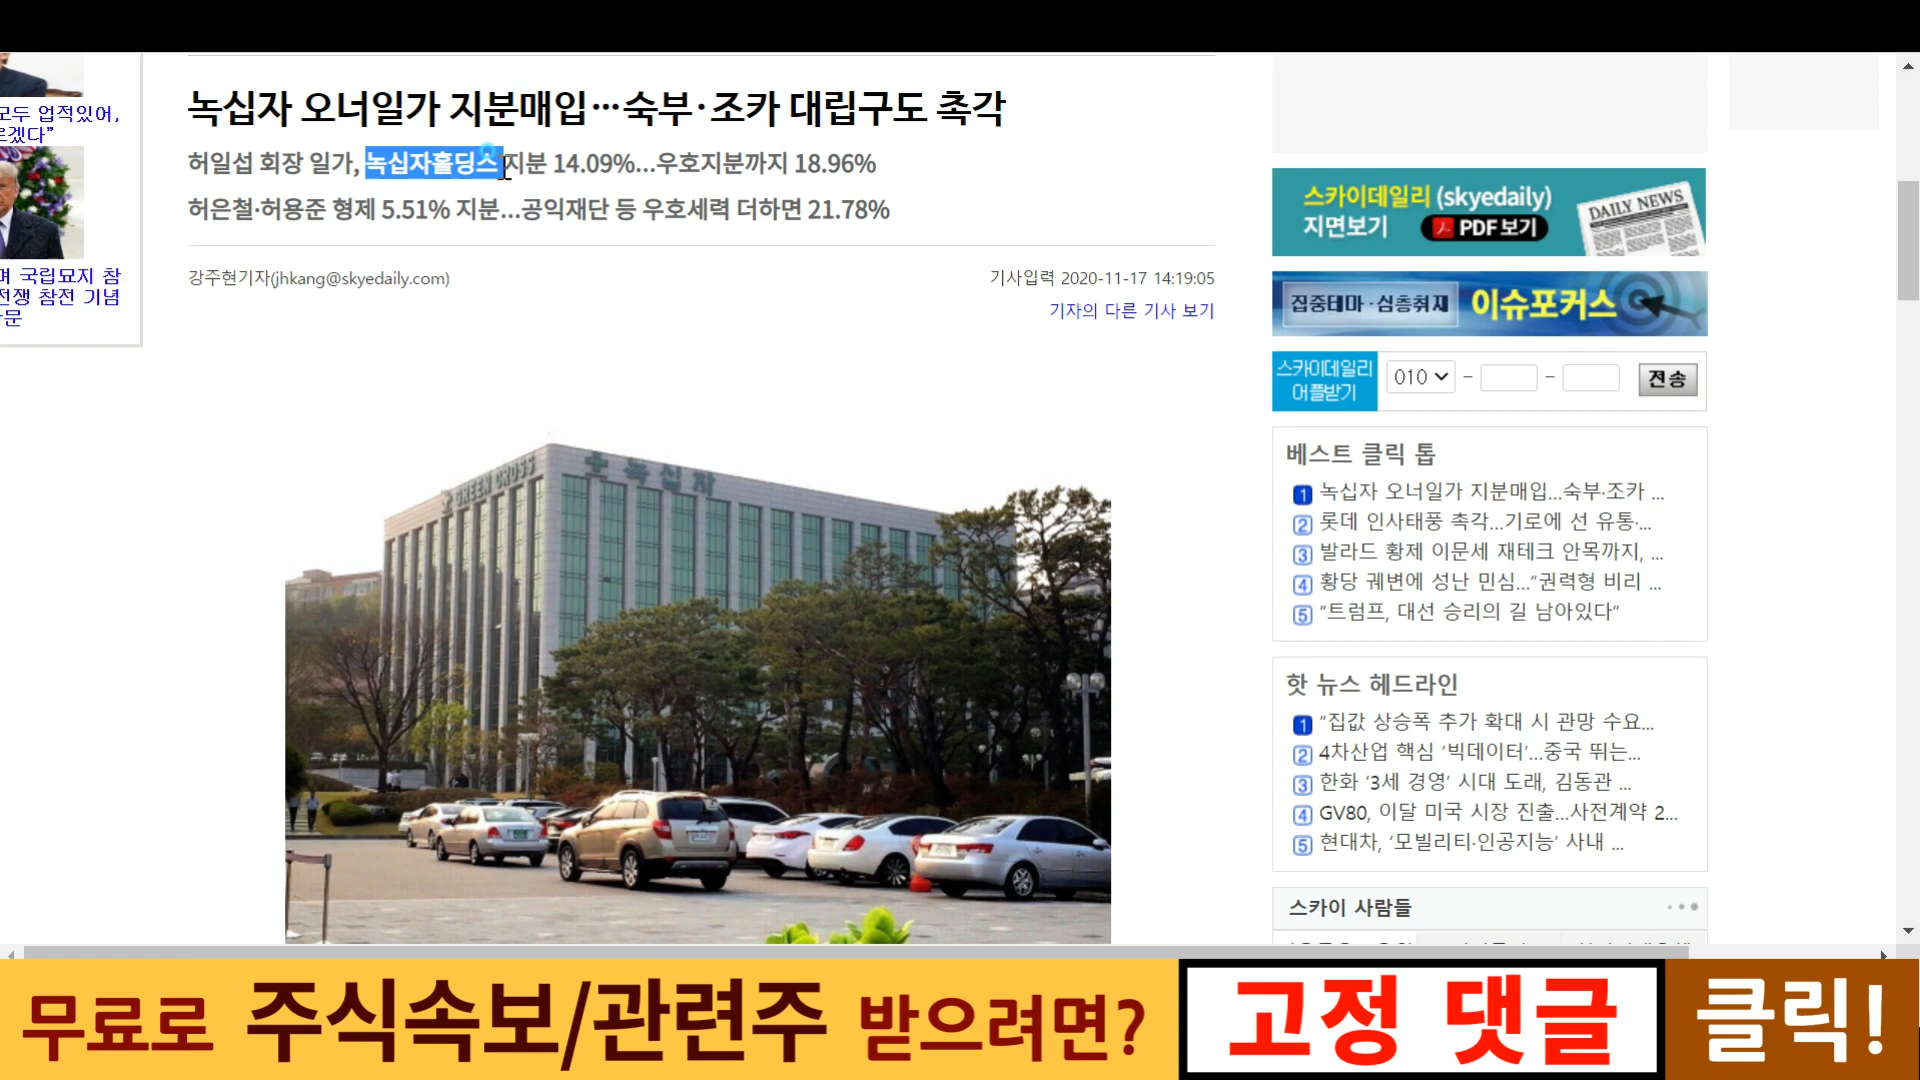 모두 업적있어,
르겠다”
며 국립묘지 참
전쟁 참전 기념
문
녹십자 오너일가 지분매입…숙부·조카 대립구도 촉각
허일섭 회장 일가, 녹십자홀딩스 지분 14.09%...우호지분까지 18.96%
허은철·허용준 형제 5.51% 지분...공익재단 등 우호세력 더하면 21.78%
강주현기자(jhkang@skyedaily.com)
기사입력 2020-11-17 14:19:05
기자의 다른 기사 보기
GREEN CROSS
녹십자
스카이데일리 (skyedaily)
지면보기 PDF 보기
DAILY NEWS
집중테마·심층취재 이슈포커스
스카이데일리
어플받기
010 - - 전송
베스트 클릭 톱
1 녹십자 오너일가 지분매입...숙부·조카 ...
2 롯데 인사태풍 촉각...기로에 선 유통·...
3 발라드 황제 이문세 재테크 안목까지, ...
4 황당 궤변에 성난 민심...“권력형 비리 ...
5 “트럼프, 대선 승리의 길 남아있다”
핫 뉴스 헤드라인
1 “집값 상승폭 추가 확대 시 관망 수요...
2 4차산업 핵심 ‘빅데이터’...중국 뛰는...
3 한화 ‘3세 경영’ 시대 도래, 김동관 ...
4 GV80, 이달 미국 시장 진출...사전계약 2...
5 현대차, ‘모빌리티·인공지능’ 사내 ...
스카이 사람들
무료로 주식속보/관련주 받으려면? 고정 댓글 클릭!